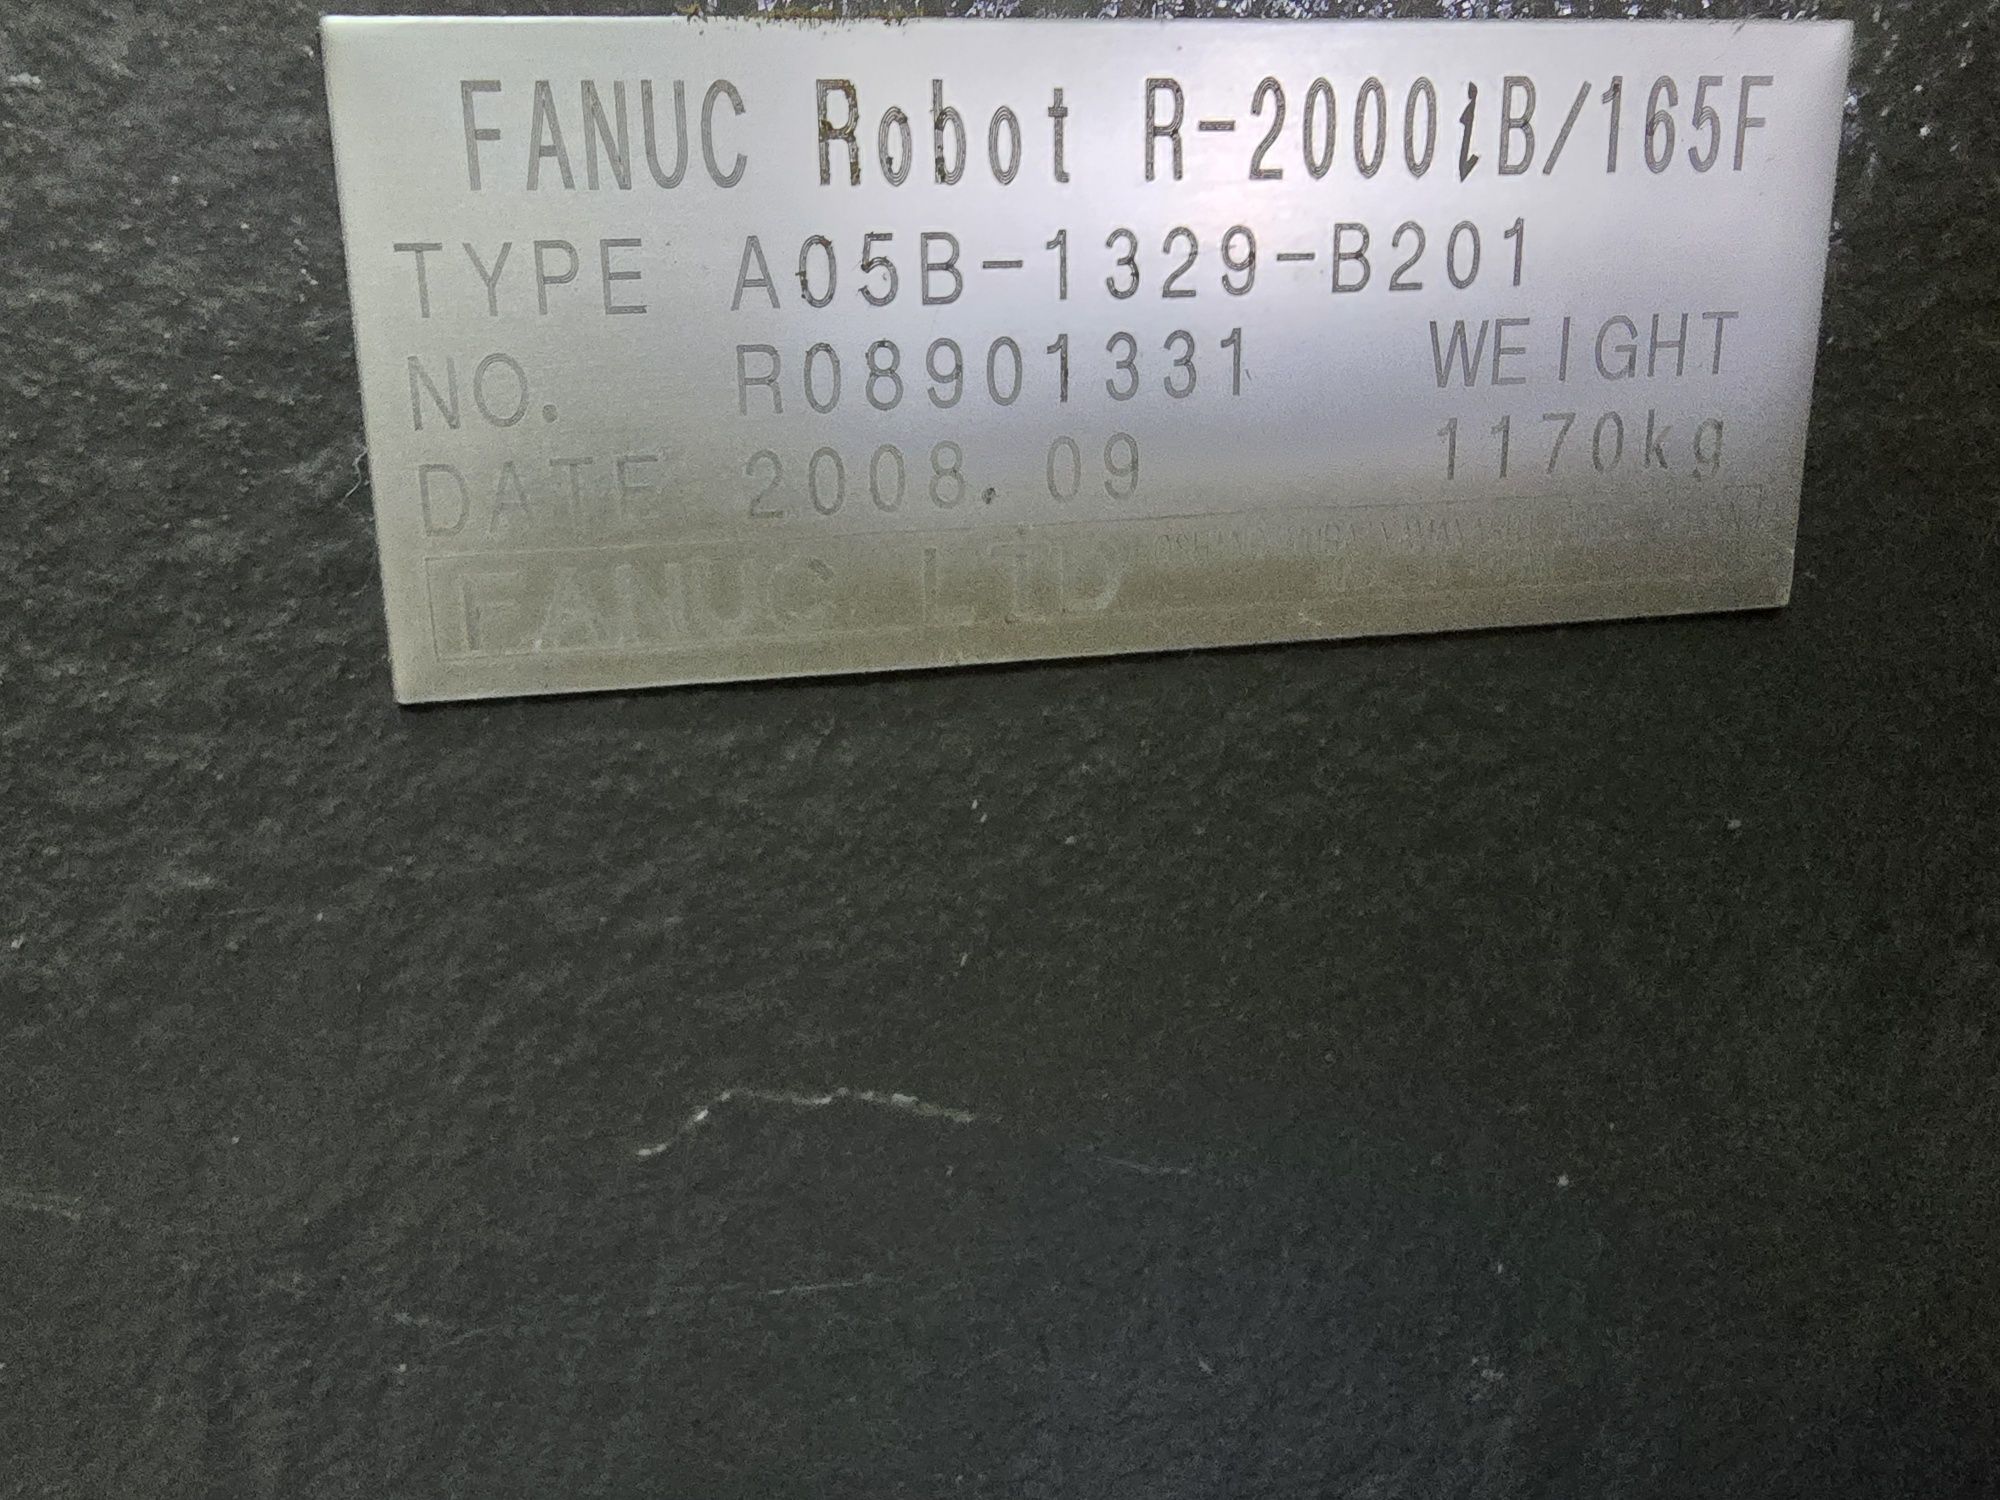 FANUC Robot R-2000iB/165F
TYPE A05B-1329-B201
NO. R08901331 WEIGHT
DATE 2008.09 1170kg
FANUC LTD